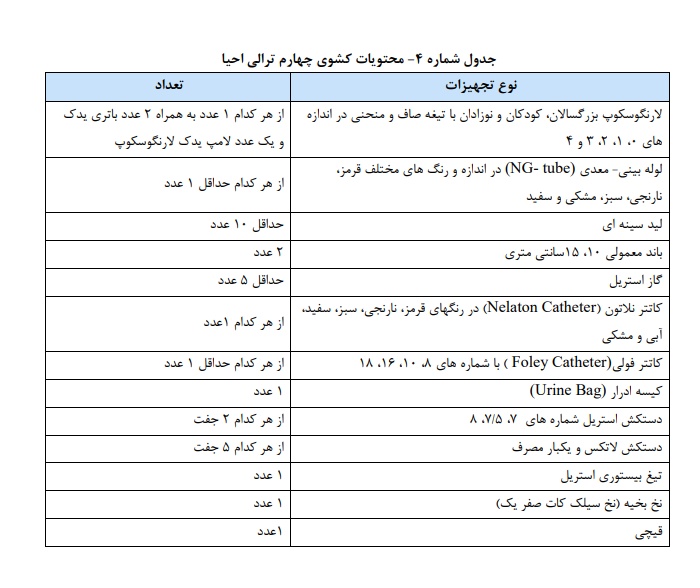 جدول شماره ۴- محتویات کشوی چهارم ترالی احیا
نوع تجهیزات
تعداد
لارنگوسکوپ بزرگسالان، کودکان و نوزادان با تیغه صاف و منحنی در اندازه
های ۰، ۱، ۲، ۳ و ۴
از هر کدام ۱ عدد به همراه ۲ عدد باتری یدک
و یک عدد لامپ یدک لارنگوسکوپ
لوله بینی- معدی (NG- tube) در اندازه و رنگ های مختلف قرمز،
نارنجی، سبز، مشکی و سفید
از هر کدام حداقل ۱ عدد
لید سینه ای
حداقل ۱۰ عدد
باند معمولی ۱۰، ۱۵سانتی متری
۲ عدد
گاز استریل
حداقل ۵ عدد
کاتتر نلاتون (Nelaton Catheter) در رنگهای قرمز، نارنجی، سبز، سفید،
آبی و مشکی
از هر کدام ۱عدد
کاتتر فولی(Foley Catheter ) با شماره های ۸، ۱۰، ۱۶، ۱۸
از هر کدام حداقل ۱ عدد
کیسه ادرار (Urine Bag)
۱ عدد
دستکش استریل شماره های ۷، ۷/۵، ۸
از هر کدام ۲ جفت
دستکش لاتکس و یکبار مصرف
از هر کدام ۵ جفت
تیغ بیستوری استریل
۱ عدد
نخ بخیه (نخ سیلک کات صفر یک)
۱ عدد
قیچی
۱عدد